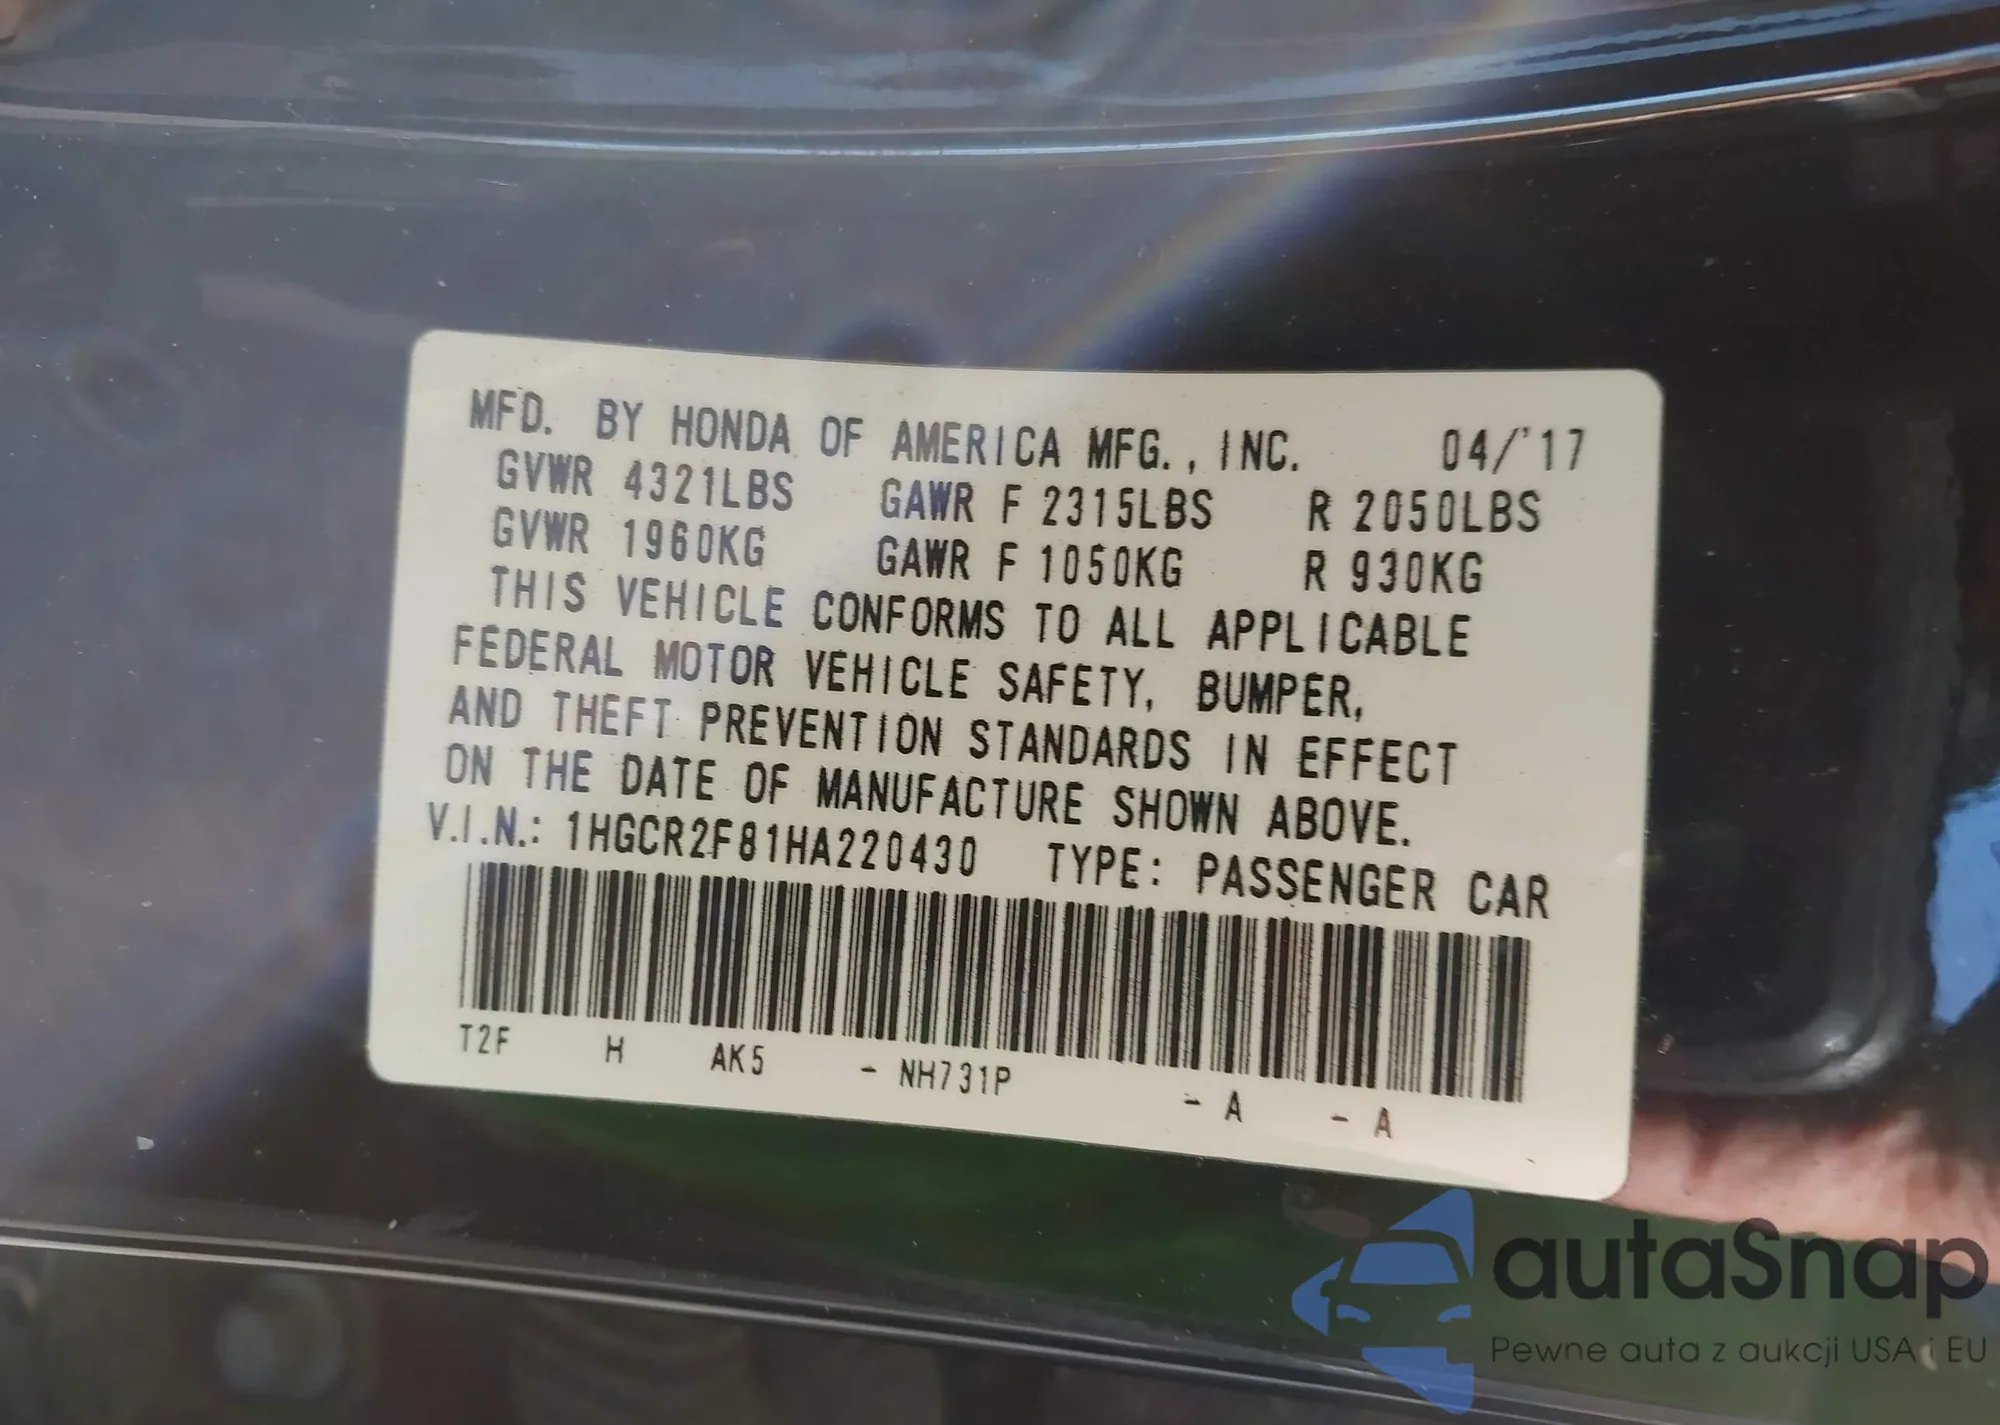 MFD. BY HONDA OF AMERICA MFG., INC. 04/'17
GVWR 4321LBS GAWR F 2315LBS R 2050LBS
GVWR 1960KG GAWR F 1050KG R 930KG
THIS VEHICLE CONFORMS TO ALL APPLICABLE
FEDERAL MOTOR VEHICLE SAFETY, BUMPER,
AND THEFT PREVENTION STANDARDS IN EFFECT
ON THE DATE OF MANUFACTURE SHOWN ABOVE.
V.I.N.: 1HGCR2F81HA220430 TYPE: PASSENGER CAR
T2F H AK5 - NH731P - A - A
autaSnap
Pewne auta z aukcji USA i EU